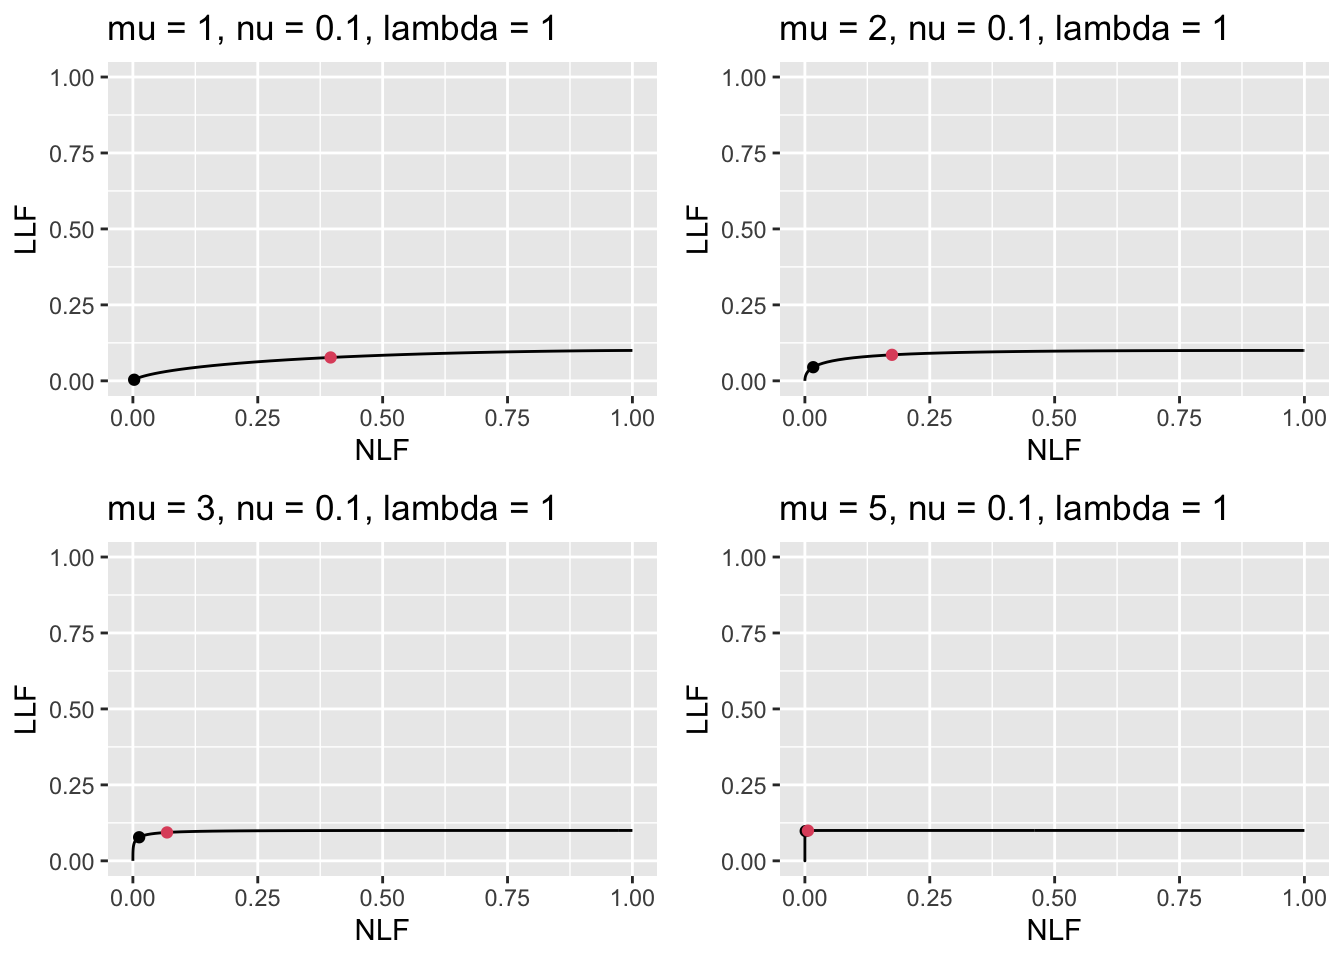 mu = 1, nu = 0.1, lambda = 1
1.00
0.75
0.50
0.25
0.00
LLF
0.00 0.25 0.50 0.75 1.00
NLF
mu = 2, nu = 0.1, lambda = 1
1.00
0.75
0.50
0.25
0.00
LLF
0.00 0.25 0.50 0.75 1.00
NLF
mu = 3, nu = 0.1, lambda = 1
1.00
0.75
0.50
0.25
0.00
LLF
0.00 0.25 0.50 0.75 1.00
NLF
mu = 5, nu = 0.1, lambda = 1
1.00
0.75
0.50
0.25
0.00
LLF
0.00 0.25 0.50 0.75 1.00
NLF